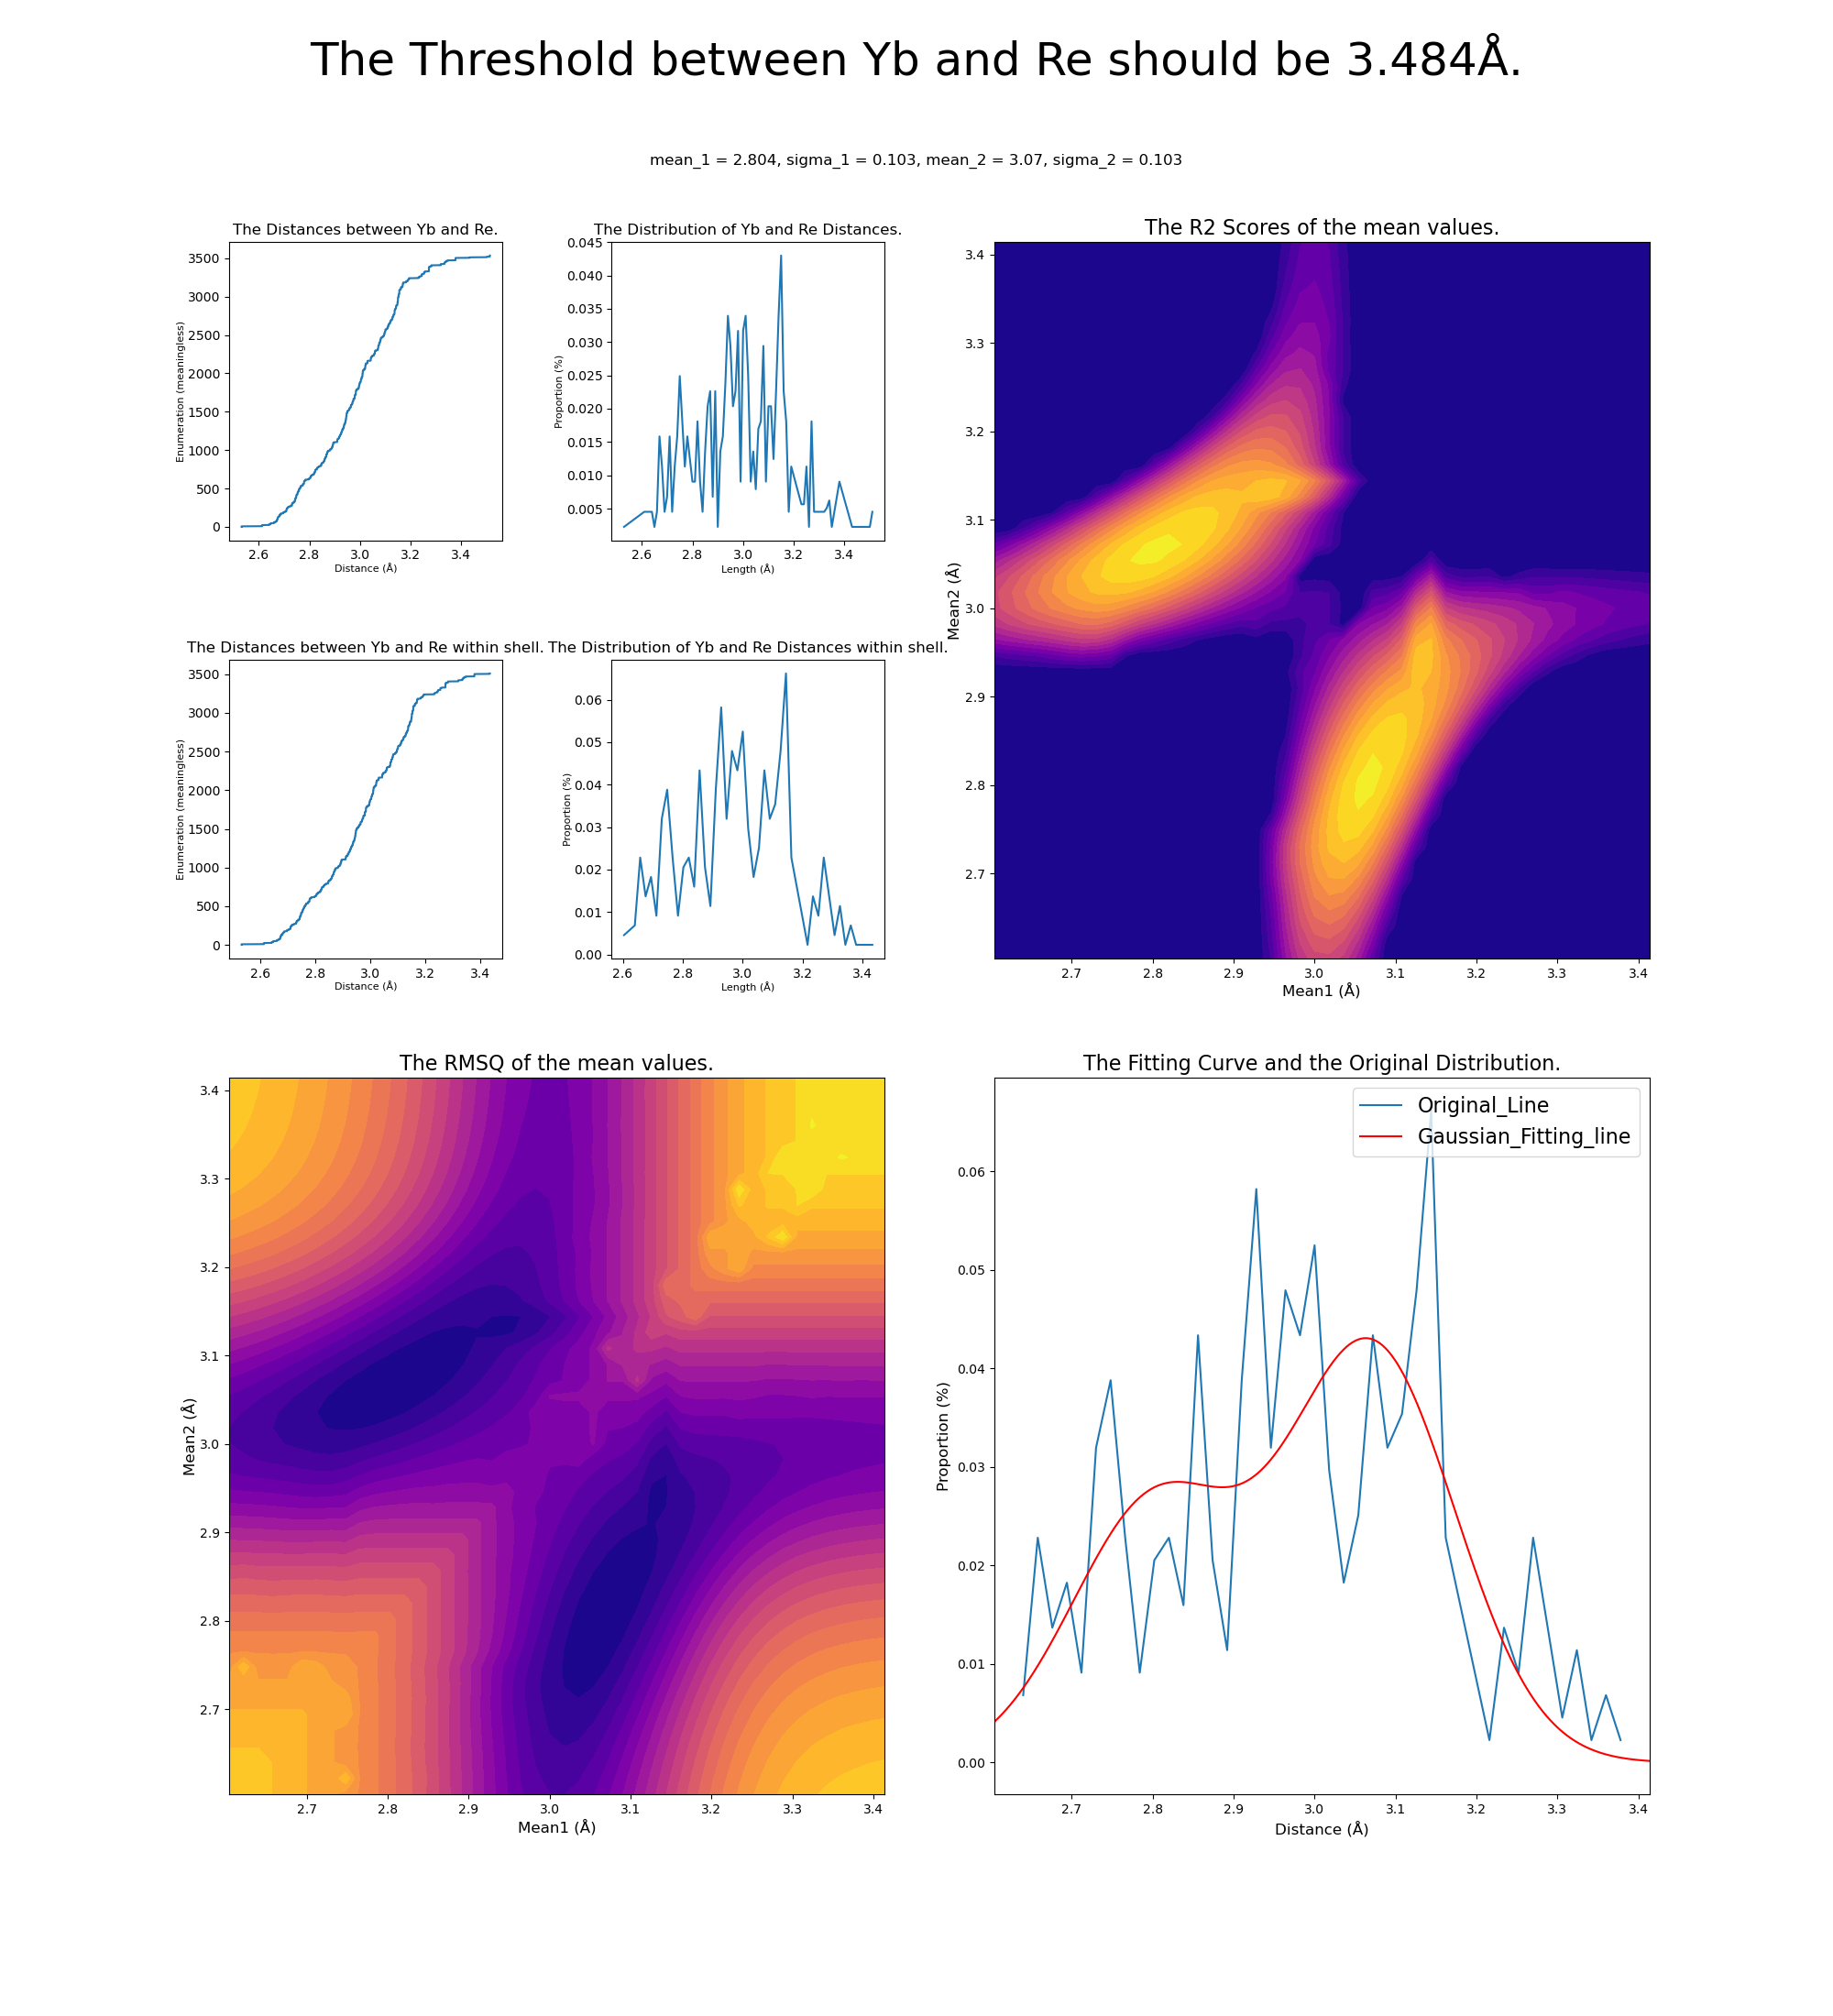 The Threshold between Yb and Re should be 3.484Å.
mean_1 = 2.804, sigma_1 = 0.103, mean_2 = 3.07, sigma_2 = 0.103
The Distances between Yb and Re.
3500
3000
2500
2000
1500
1000
500
0
Enumeration (meaningless)
2.6 2.8 3.0 3.2 3.4
Distance (Å)
The Distribution of Yb and Re Distances.
0.045
0.040
0.035
0.030
0.025
0.020
0.015
0.010
0.005
Proportion (%)
2.6 2.8 3.0 3.2 3.4
Length (Å)
The R2 Scores of the mean values.
3.4
3.3
3.2
3.1
3.0
2.9
2.8
2.7
Mean2 (Å)
2.7 2.8 2.9 3.0 3.1 3.2 3.3 3.4
Mean1 (Å)
The Distances between Yb and Re within shell.
3500
3000
2500
2000
1500
1000
500
0
Enumeration (meaningless)
2.6 2.8 3.0 3.2 3.4
Distance (Å)
The Distribution of Yb and Re Distances within shell.
0.06
0.05
0.04
0.03
0.02
0.01
0.00
Proportion (%)
2.6 2.8 3.0 3.2 3.4
Length (Å)
The RMSQ of the mean values.
3.4
3.3
3.2
3.1
3.0
2.9
2.8
2.7
Mean2 (Å)
2.7 2.8 2.9 3.0 3.1 3.2 3.3 3.4
Mean1 (Å)
The Fitting Curve and the Original Distribution.
Original_Line
Gaussian_Fitting_line
0.06
0.05
0.04
0.03
0.02
0.01
0.00
Proportion (%)
2.7 2.8 2.9 3.0 3.1 3.2 3.3 3.4
Distance (Å)